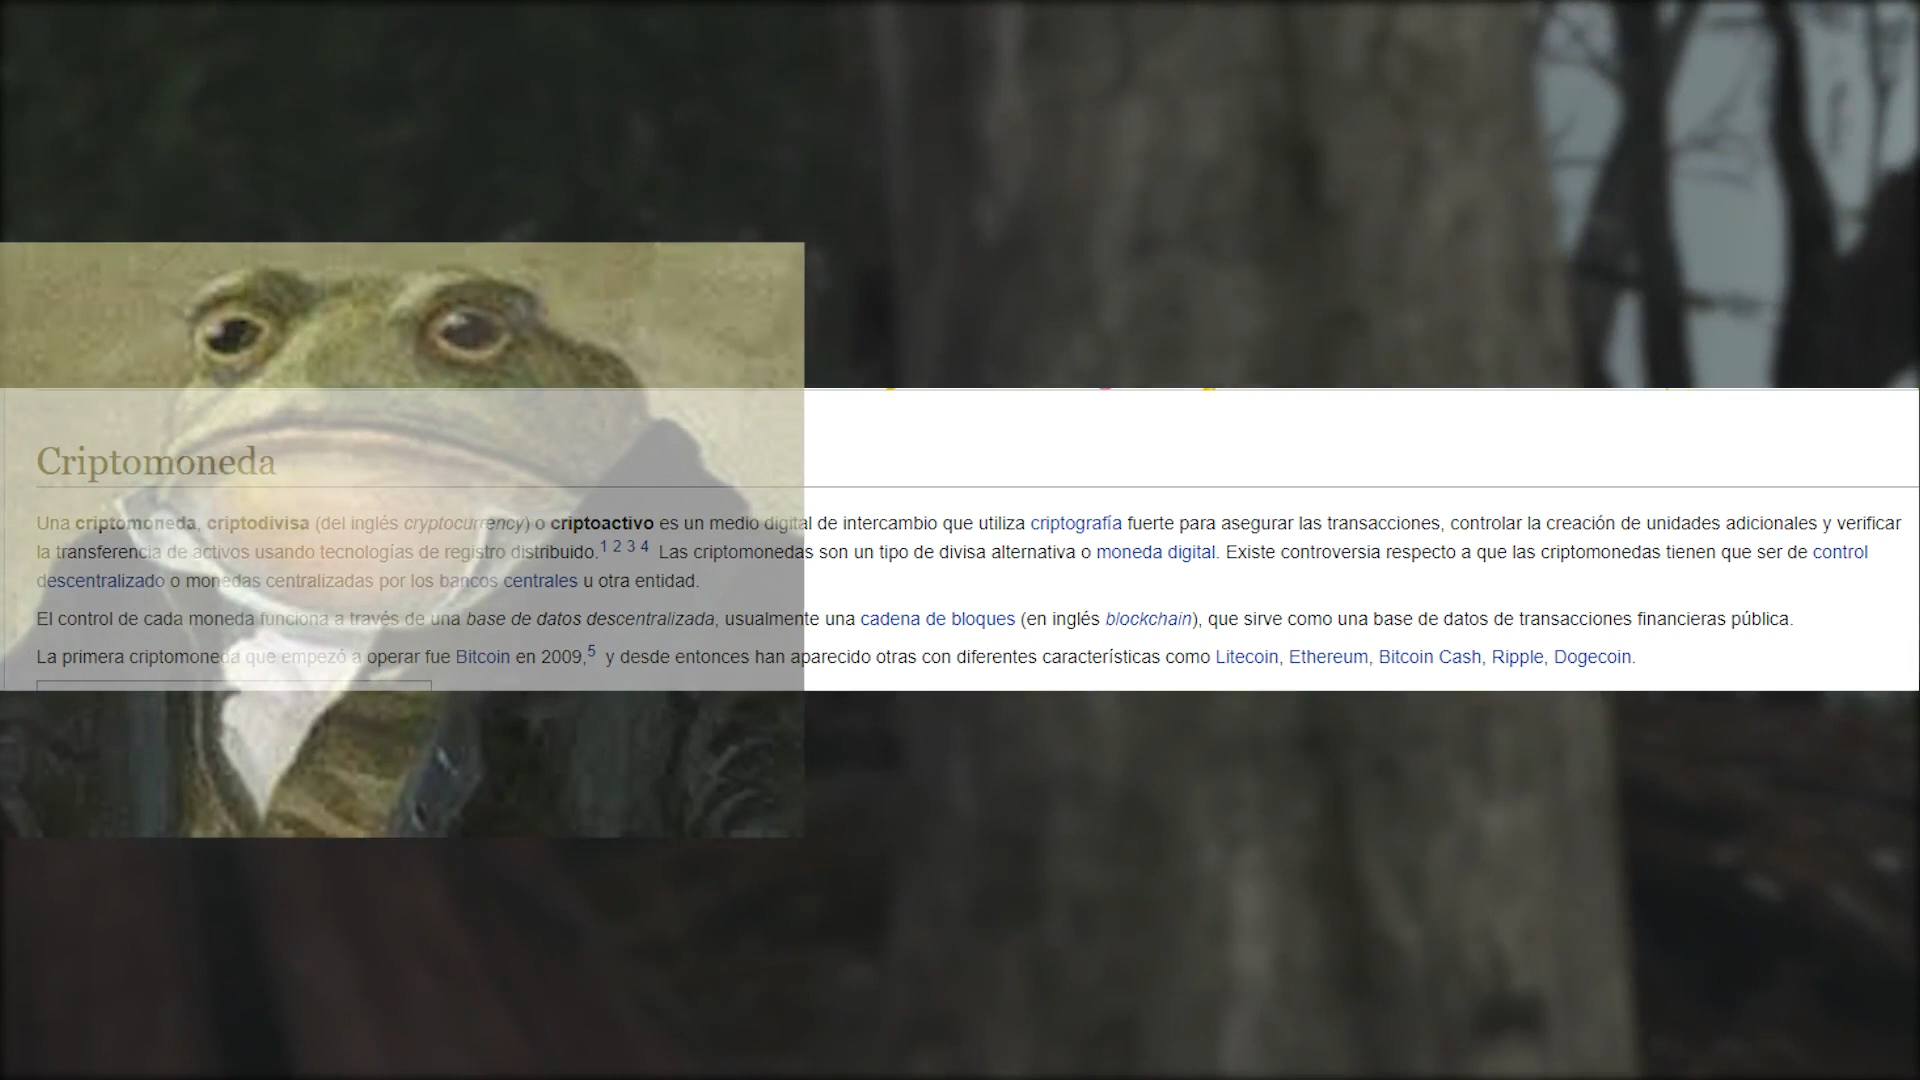 Criptomoneda
Una criptomoneda, criptodivisa (del inglés cryptocurrency) o criptoactivo es un medio digital de intercambio que utiliza criptografía fuerte para asegurar las transacciones, controlar la creación de unidades adicionales y verificar
la transferencia de activos usando tecnologías de registro distribuido.1 2 3 4 Las criptomonedas son un tipo de divisa alternativa o moneda digital. Existe controversia respecto a que las criptomonedas tienen que ser de control
descentralizado o monedas centralizadas por los bancos centrales u otra entidad.
El control de cada moneda funciona a través de una base de datos descentralizada, usualmente una cadena de bloques (en inglés blockchain), que sirve como una base de datos de transacciones financieras pública.
La primera criptomoneda que empezó a operar fue Bitcoin en 2009,5 y desde entonces han aparecido otras con diferentes características como Litecoin, Ethereum, Bitcoin Cash, Ripple, Dogecoin.